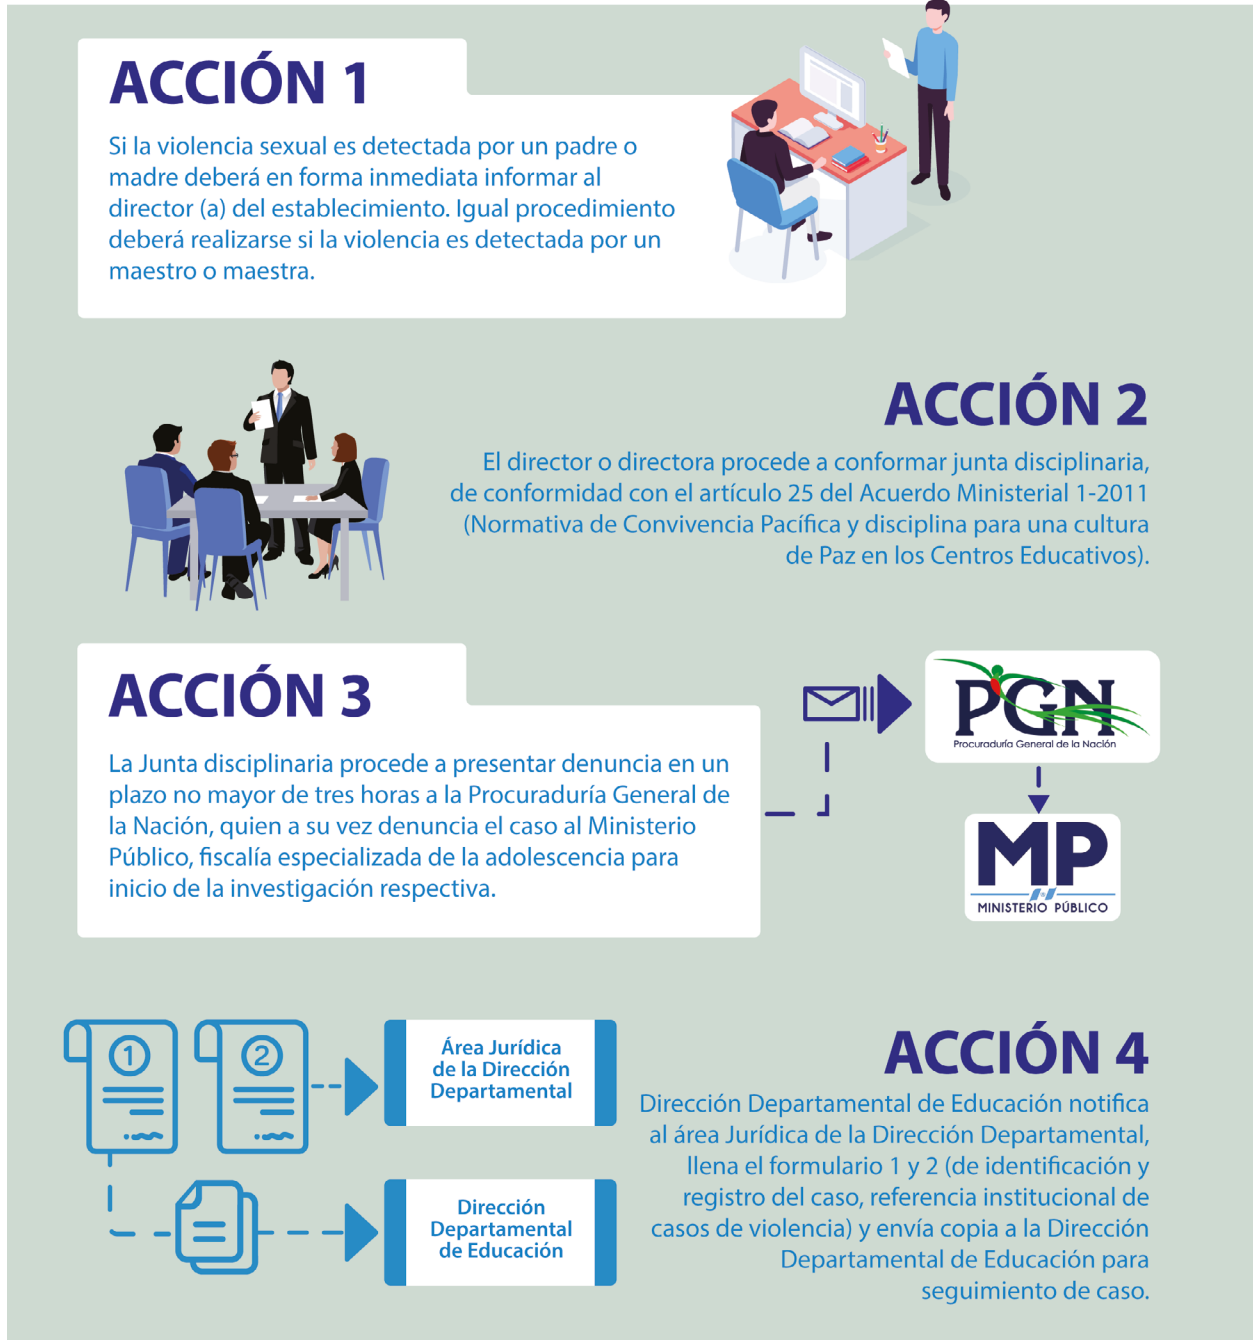 ACCIÓN 1
Si la violencia sexual es detectada por un padre o
madre deberá en forma inmediata informar al
director (a) del establecimiento. Igual procedimiento
deberá realizarse si la violencia es detectada por un
maestro o maestra.
ACCIÓN 2
El director o directora procede a conformar junta disciplinaria,
de conformidad con el artículo 25 del Acuerdo Ministerial 1-2011
(Normativa de Convivencia Pacífica y disciplina para una cultura
de Paz en los Centros Educativos).
ACCIÓN 3
La Junta disciplinaria procede a presentar denuncia en un
plazo no mayor de tres horas a la Procuraduría General de
la Nación, quien a su vez denuncia el caso al Ministerio
Público, fiscalía especializada de la adolescencia para
inicio de la investigación respectiva.
PGN
Procuraduría General de la Nación
MP
MINISTERIO PÚBLICO
1
2
Área Jurídica
de la Dirección
Departamental
Dirección
Departamental
de Educación
ACCIÓN 4
Dirección Departamental de Educación notifica
al área Jurídica de la Dirección Departamental,
llena el formulario 1 y 2 (de identificación y
registro del caso, referencia institucional de
casos de violencia) y envía copia a la Dirección
Departamental de Educación para
seguimiento de caso.